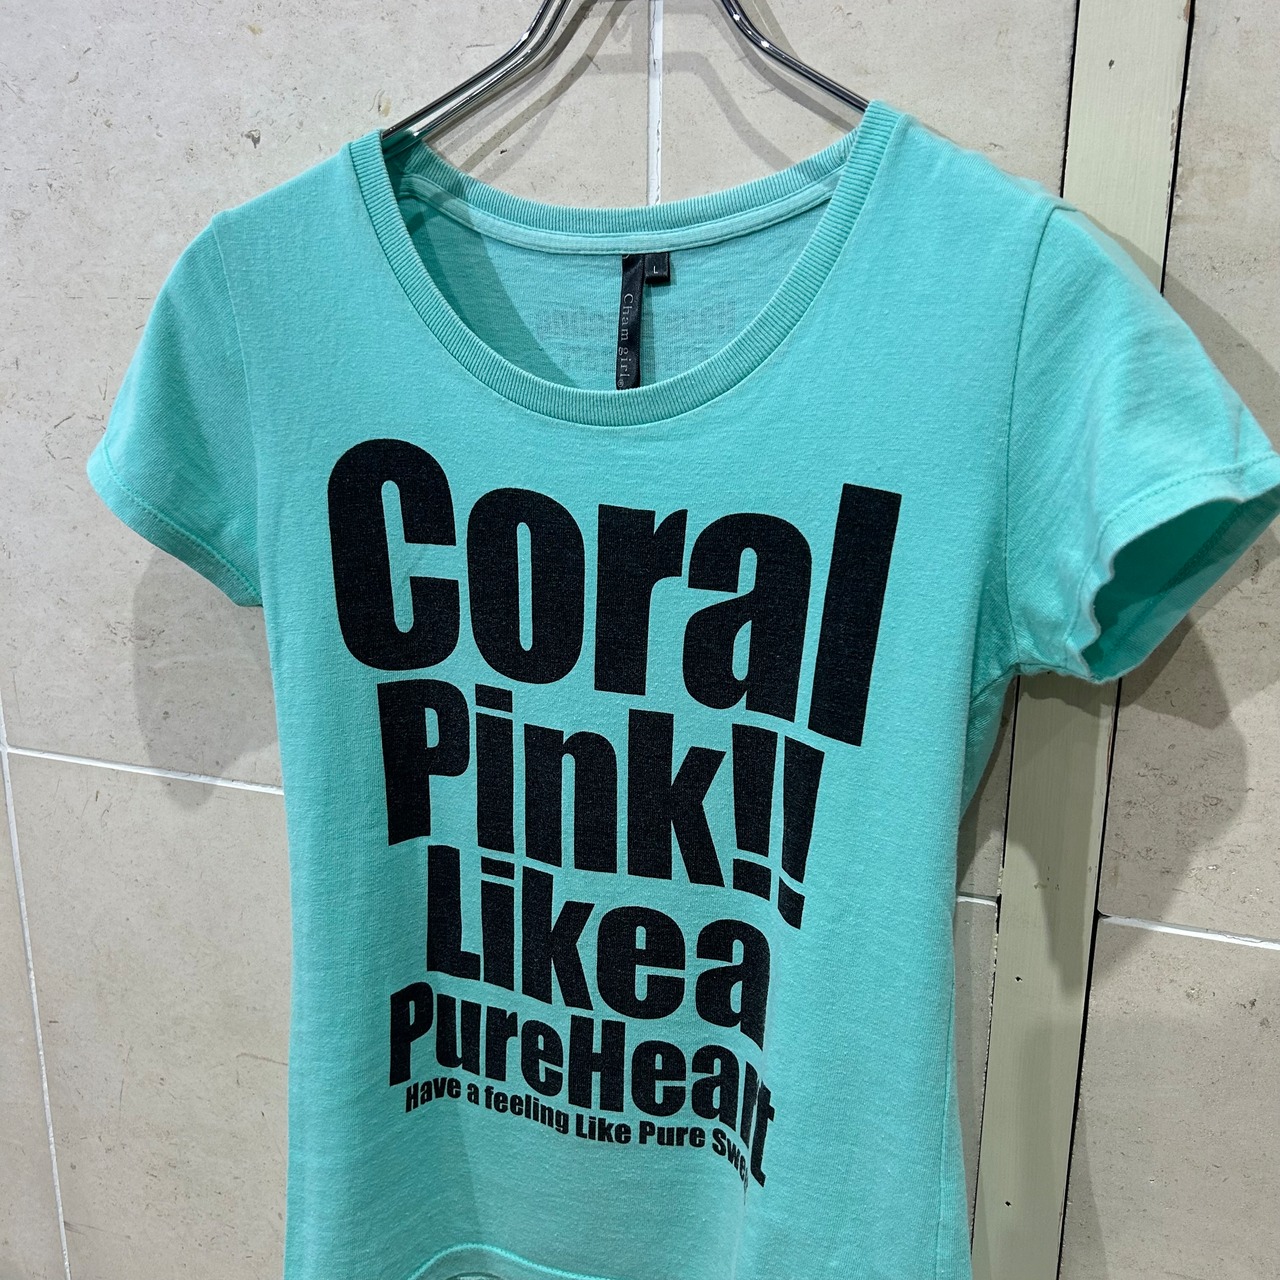 L
Cham girl®
Coral
Pink!!
Likea
PureHeart
Have a feeling Like Pure